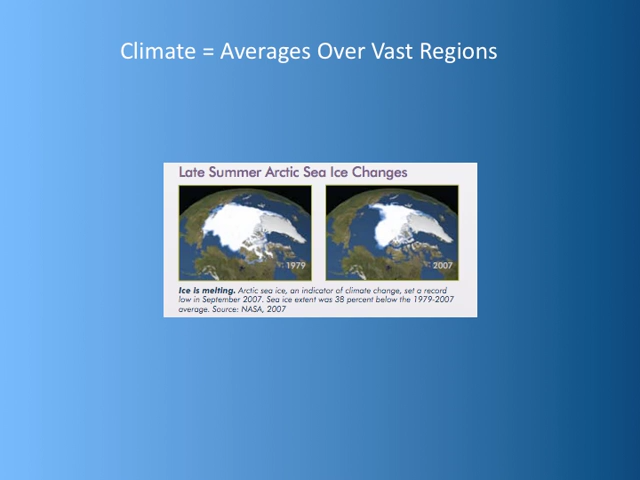 Climate = Averages Over Vast Regions
Late Summer Arctic Sea Ice Changes
1979
2007
Ice is melting. Arctic sea ice, an indicator of climate change, set a record
low in September 2007. Sea ice extent was 38 percent below the 1979-2007
average. Source: NASA, 2007